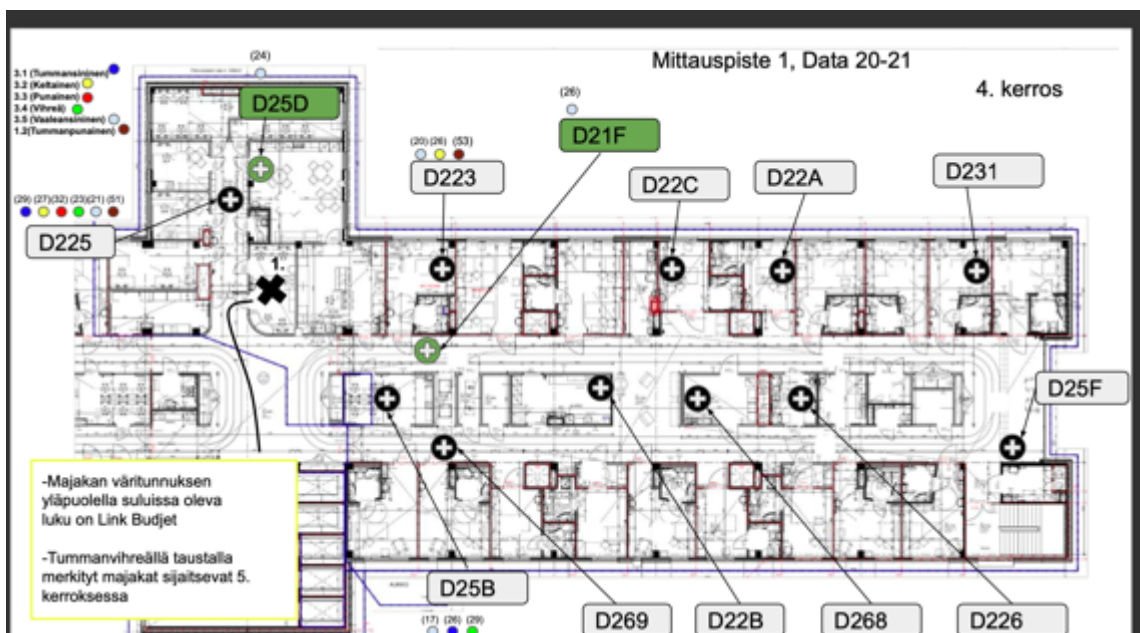 Mittauspiste 1, Data 20-21
4. kerros
3.1 (Tummansininen)
3.2 (Keltainen)
3.3 (Punainen)
3.4 (Vihreä)
3.5 (Vaaleansininen)
1.2(Tummanpunainen)
(24)
D25D
(26)
D21F
(20) (26) (53)
D223
D22C
D22A
D231
(29) (27)(32) (23)(21) (51)
D225
1.
D25F
-Majakan väritunnuksen
yläpuolella suluissa oleva
luku on Link Budjet
-Tummanvihreällä taustalla
merkityt majakat sijaitsevat 5.
kerroksessa
D25B
D269
D22B
D268
D226
(17) (26) (29)